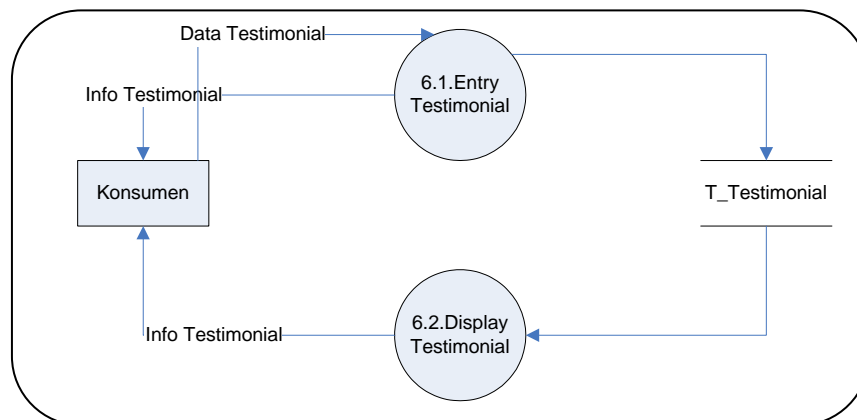 Data Testimonial
6.1.Entry
Testimonial
Info Testimonial
Konsumen
T_Testimonial
6.2.Display
Testimonial
Info Testimonial